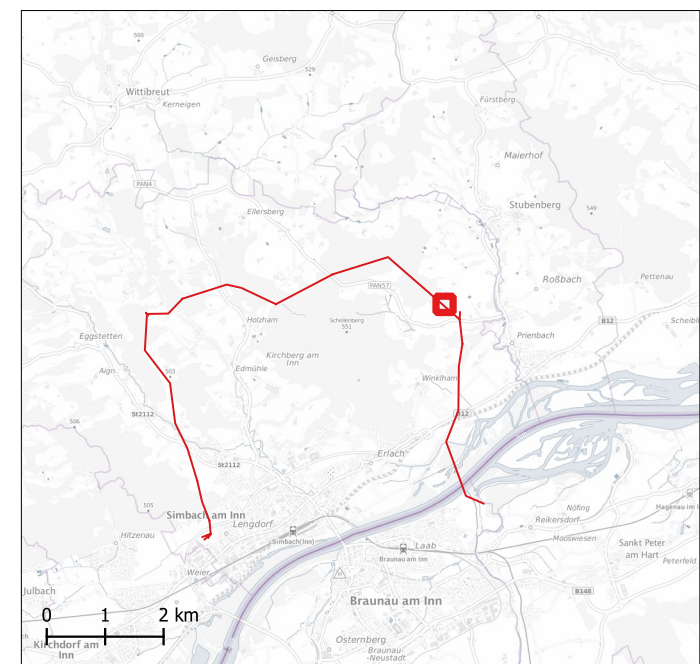 500
Geisberg
529
Wittibreut
Kerneigen
Fürstberg
Maierhof
PAN4
Stubenberg
549
Ellersberg
Pettenau
Roßbach
PAN57
Holzham
Schellenberg
551
B12
Eggstetten
Prienbach
Kirchberg am
Inn
Aign
503
Edmühle
Winklham
St2112
B12
506
Erlach
St2112
505
Simbach am Inn
Nöfing
Hagenau im I
Lengdorf
Reikersdorf
Hitzenau
Simbach(Inn)
Mooswiesen
Sankt Peter
am Hart
Laab
Braunau am Inn
Peterfeld
Weier
Julbach
B148
Braunau am Inn
0 1 2 km
Kirchdorf am
Inn
Osternberg
Braunau-
-Neustadt